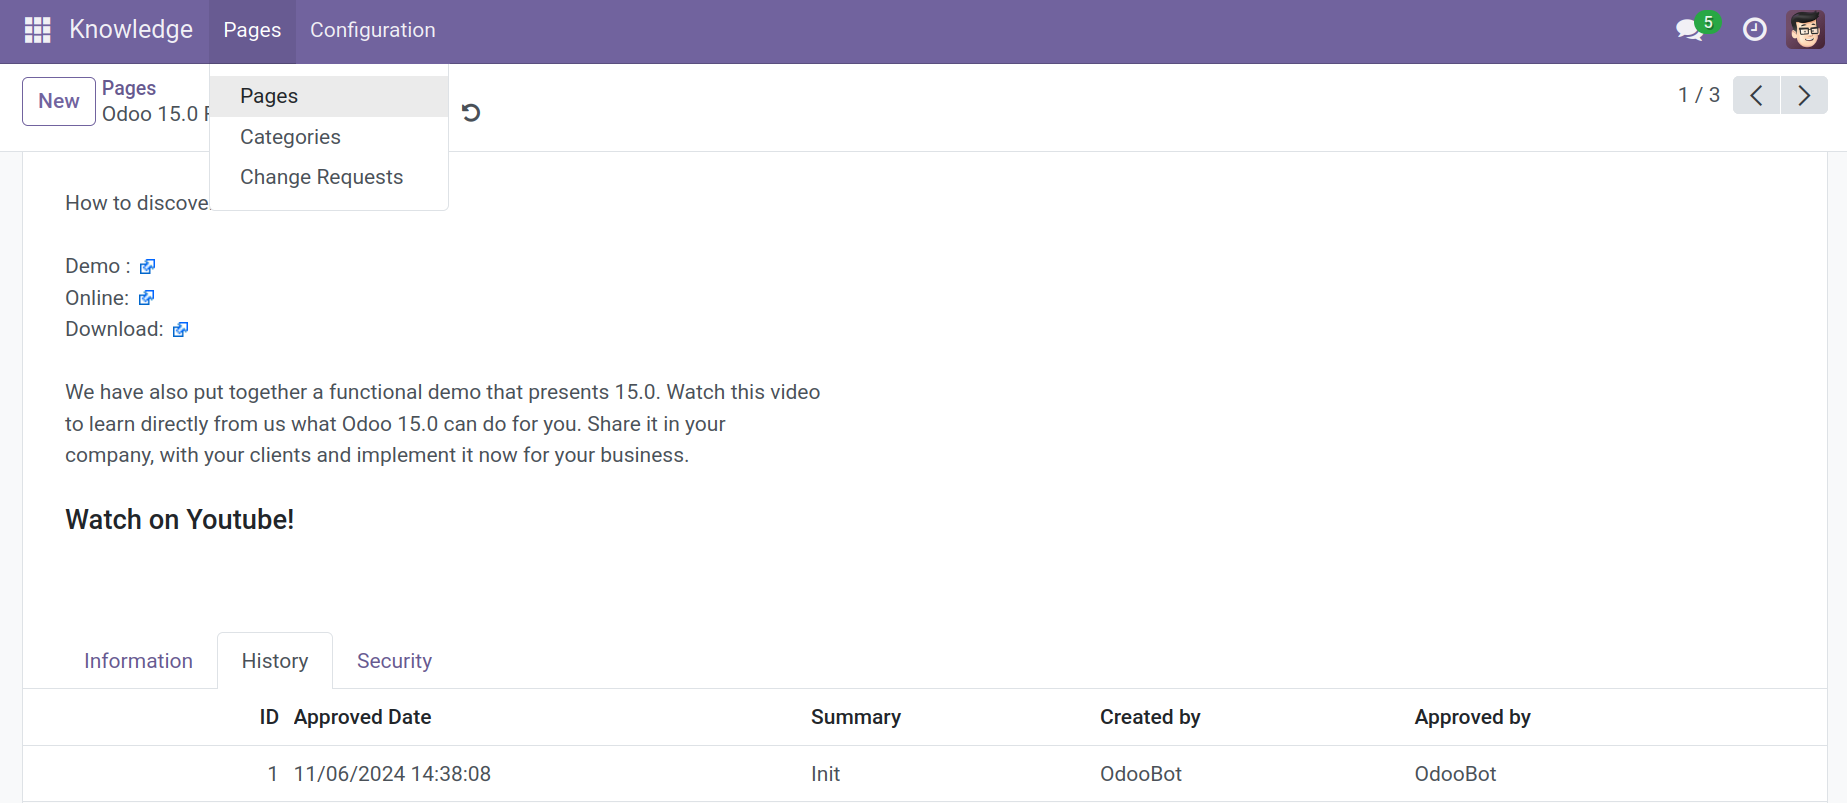 Knowledge Pages Configuration 5
New Pages
Odoo 15.0
1 / 3
Pages
Categories
Change Requests
How to discove
Demo :
Online:
Download:
We have also put together a functional demo that presents 15.0. Watch this video
to learn directly from us what Odoo 15.0 can do for you. Share it in your
company, with your clients and implement it now for your business.
Watch on Youtube!
Information History Security
ID Approved Date Summary Created by Approved by
1 11/06/2024 14:38:08 Init OdooBot OdooBot